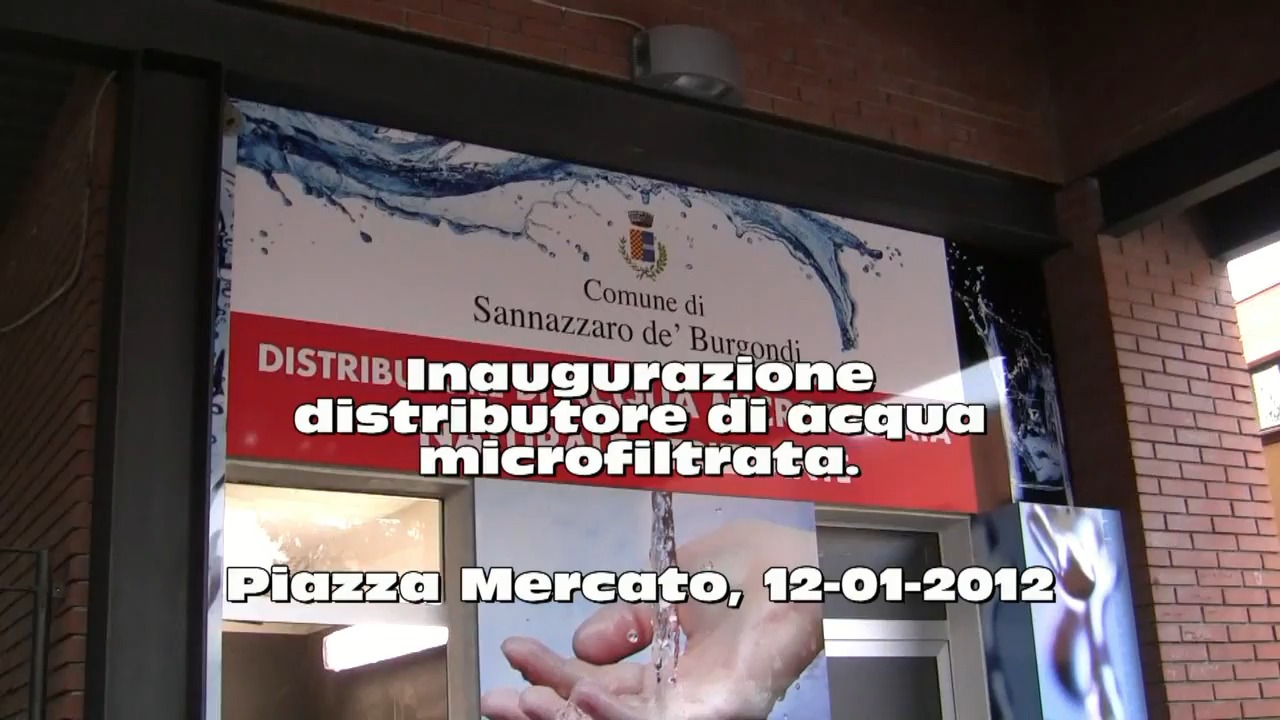 Comune di
Sannazzaro de' Burgondi
Inaugurazione
distributore di acqua
microfiltrata.
Piazza Mercato, 12-01-2012